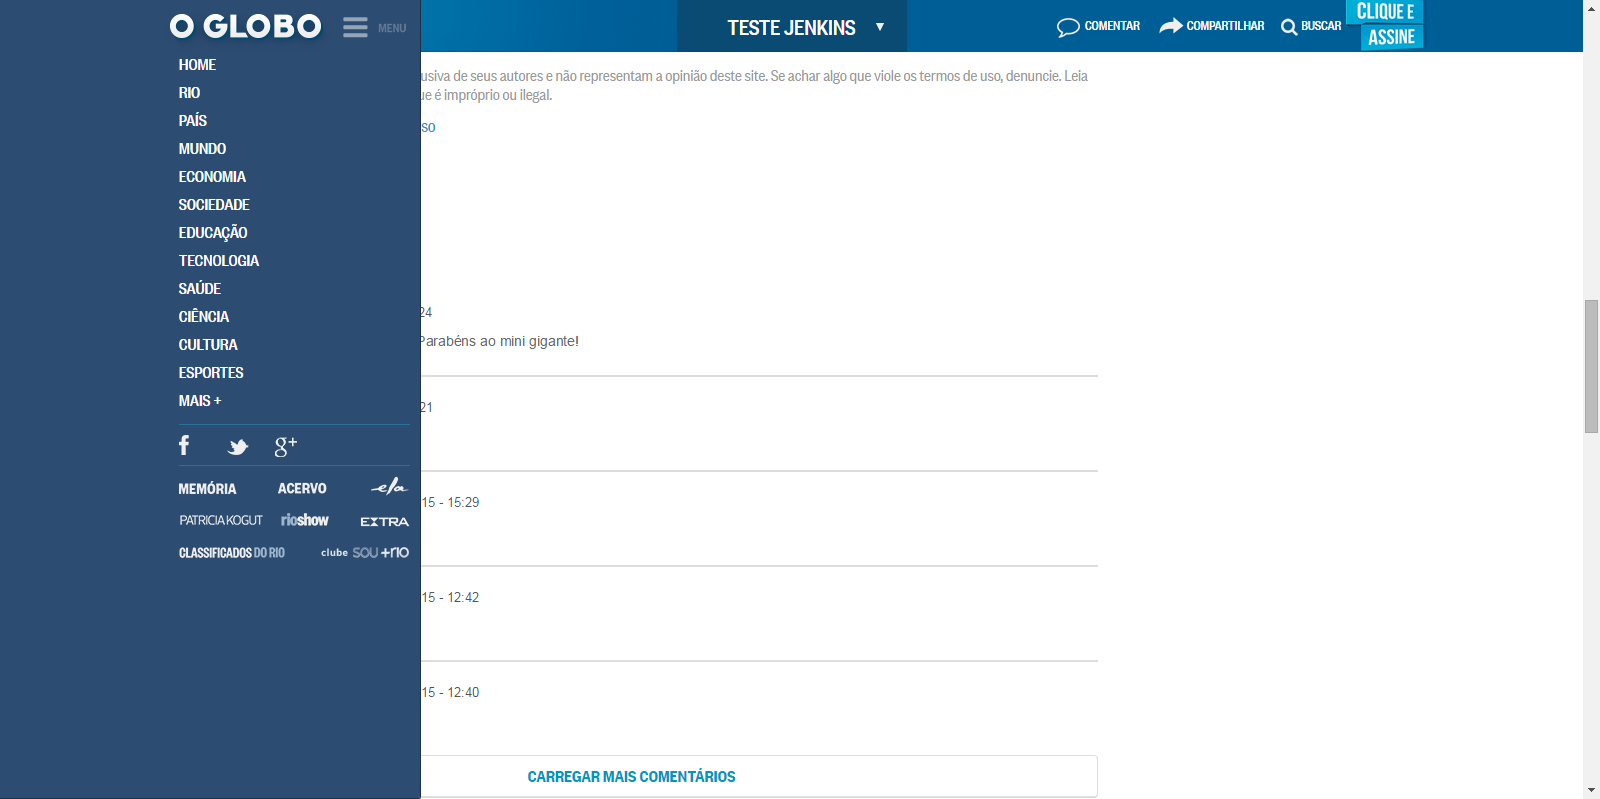 O GLOBO
MENU
TESTE JENKINS ▼
COMENTAR
COMPARTILHAR
BUSCAR
CLIQUE E
ASSINE
HOME
RIO
PAÍS
MUNDO
ECONOMIA
SOCIEDADE
EDUCAÇÃO
TECNOLOGIA
SAÚDE
CIÊNCIA
CULTURA
ESPORTES
MAIS +
f
g+
MEMÓRIA ACERVO ela
PATRICIA KOGUT rioshow EXTRA
CLASSIFICADOS DO RIO clube SOU+RIO
usiva de seus autores e não representam a opinião deste site. Se achar algo que viole os termos de uso, denuncie. Leia
ue é impróprio ou ilegal.
so
24
Parabéns ao mini gigante!
21
15 - 15:29
15 - 12:42
15 - 12:40
CARREGAR MAIS COMENTÁRIOS